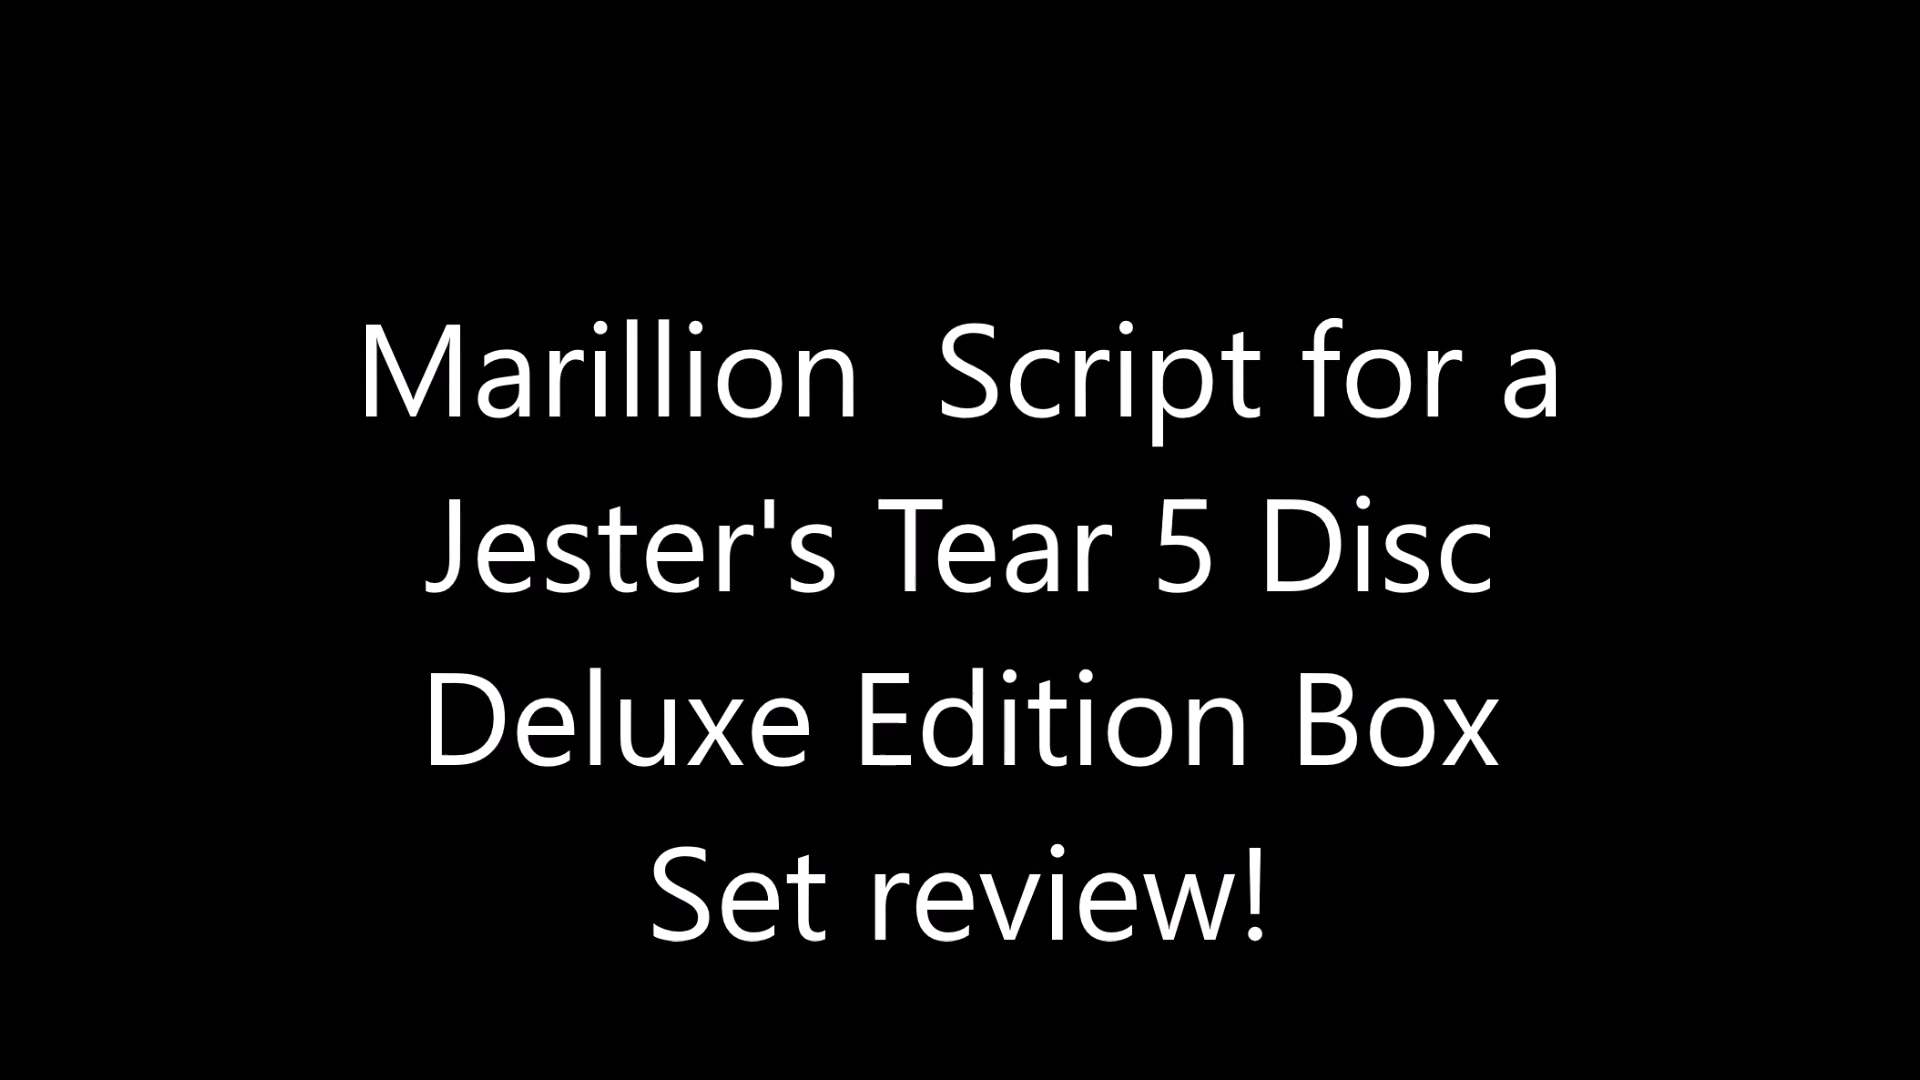 Marillion  Script for a
Jester's Tear 5 Disc
Deluxe Edition Box
Set review!